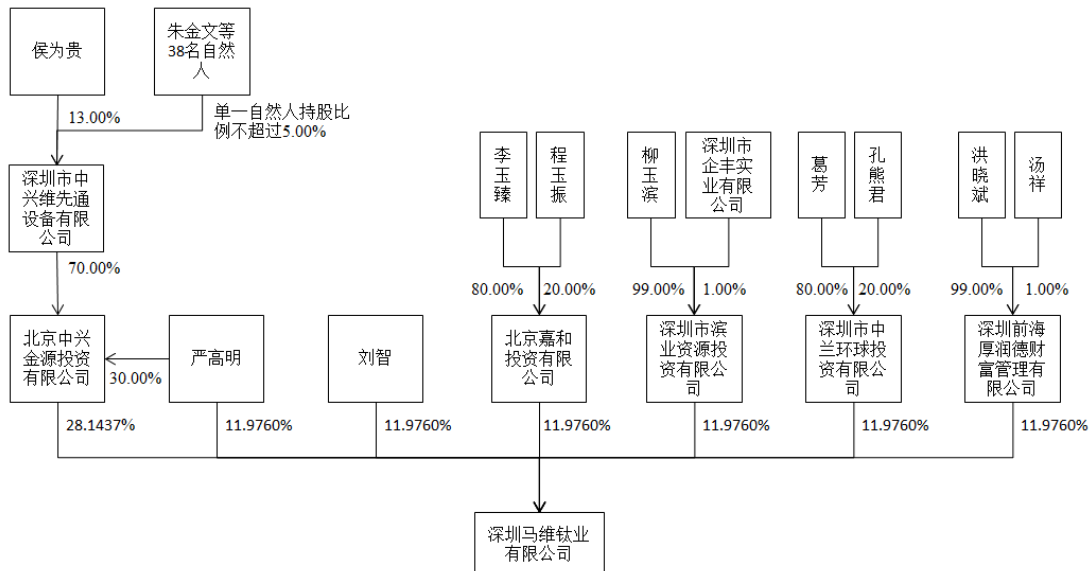 侯为贵
朱金文等
38名自然
人
13.00%
单一自然人持股比
例不超过5.00%
深圳市中
兴维先通
设备有限
公司
李玉臻
程玉振
柳玉滨
深圳市
企丰实
业有限
公司
葛芳
孔熊君
洪晓斌
汤祥
70.00%
80.00%
20.00%
99.00%
1.00%
80.00%
20.00%
99.00%
1.00%
北京中兴
金源投资
有限公司
30.00%
严高明
刘智
北京嘉和
投资有限
公司
深圳市滨
业资源投
资有限公
司
深圳市中
兰环球投
资有限公
司
深圳前海
厚润德财
富管理有
限公司
28.1437%
11.9760%
11.9760%
11.9760%
11.9760%
11.9760%
11.9760%
深圳马维钛业
有限公司